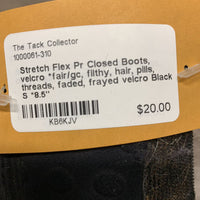 The Tack Collector
1000061-310
Stretch Flex Pr Closed Boots,
velcro *fair/gc, filthy, hair, pills,
threads, faded, frayed velcro Black
S *8.5"
$20.00
KB6KJV